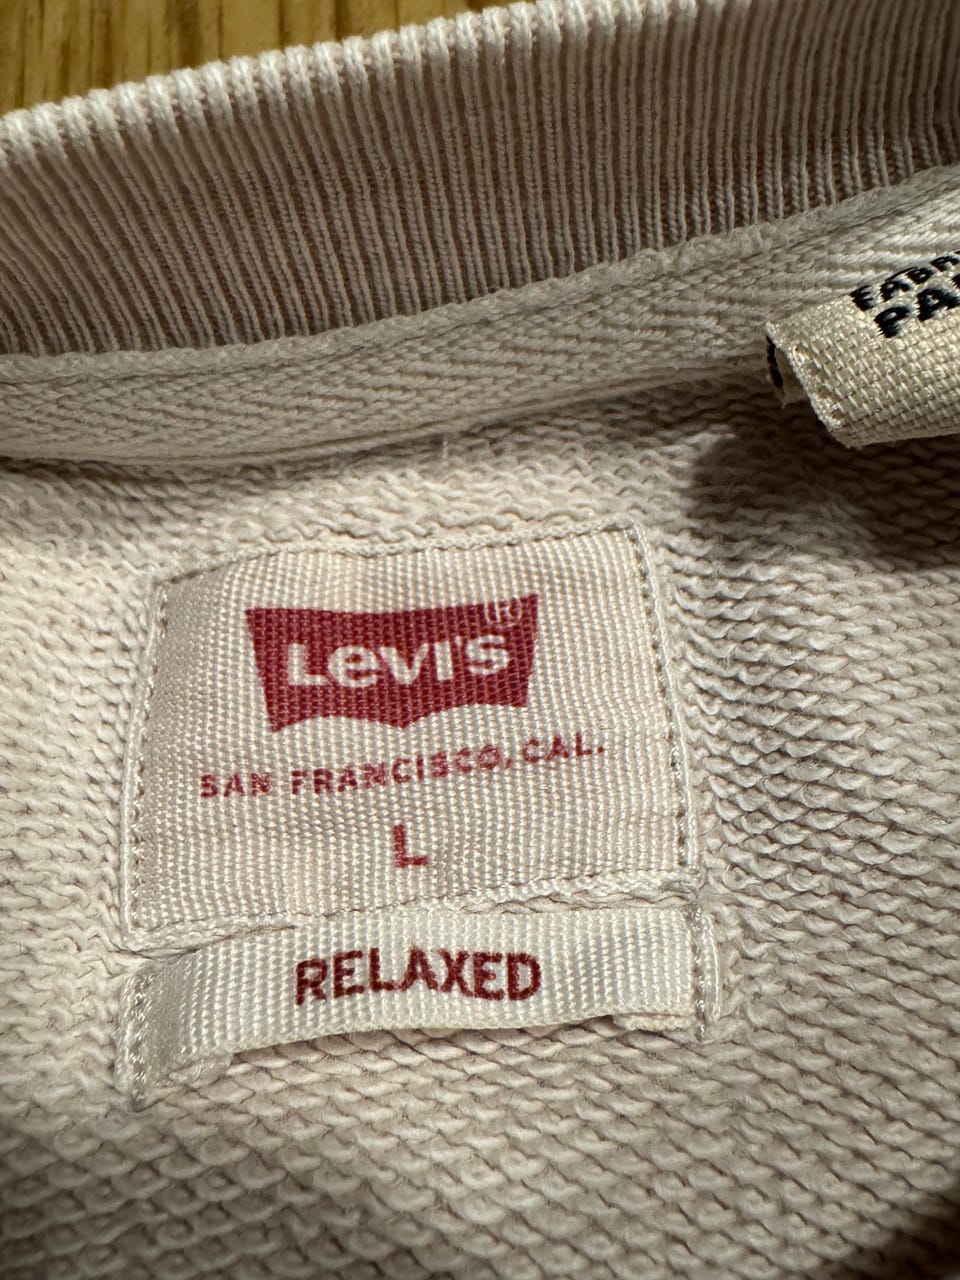 Levi's ®
SAN FRANCISCO, CAL.
L
RELAXED